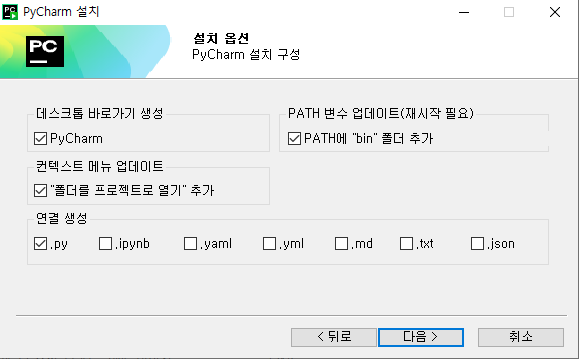 PyCharm 설치
PC
설치 옵션
PyCharm 설치 구성
데스크톱 바로가기 생성
PyCharm
PATH 변수 업데이트(재시작 필요)
PATH에 "bin" 폴더 추가
컨텍스트 메뉴 업데이트
"폴더를 프로젝트로 열기" 추가
연결 생성
.py .ipynb .yaml .yml .md .txt .json
< 뒤로 다음 > 취소